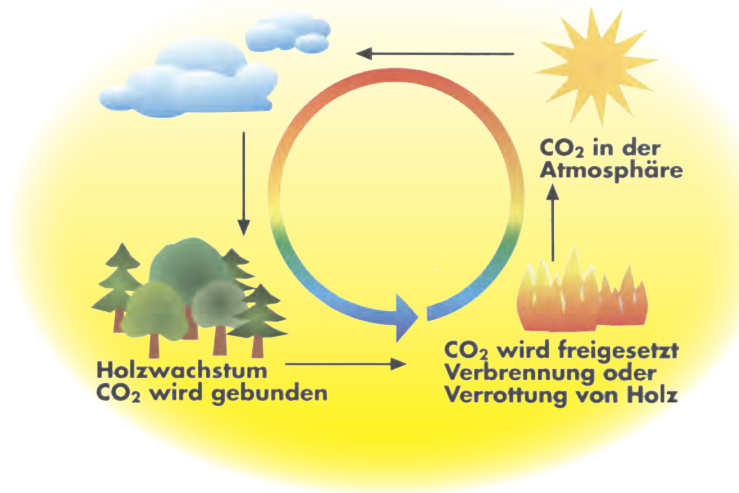 CO₂ in der
Atmosphäre
Holzwachstum
CO₂ wird gebunden
CO₂ wird freigesetzt
Verbrennung oder
Verrottung von Holz